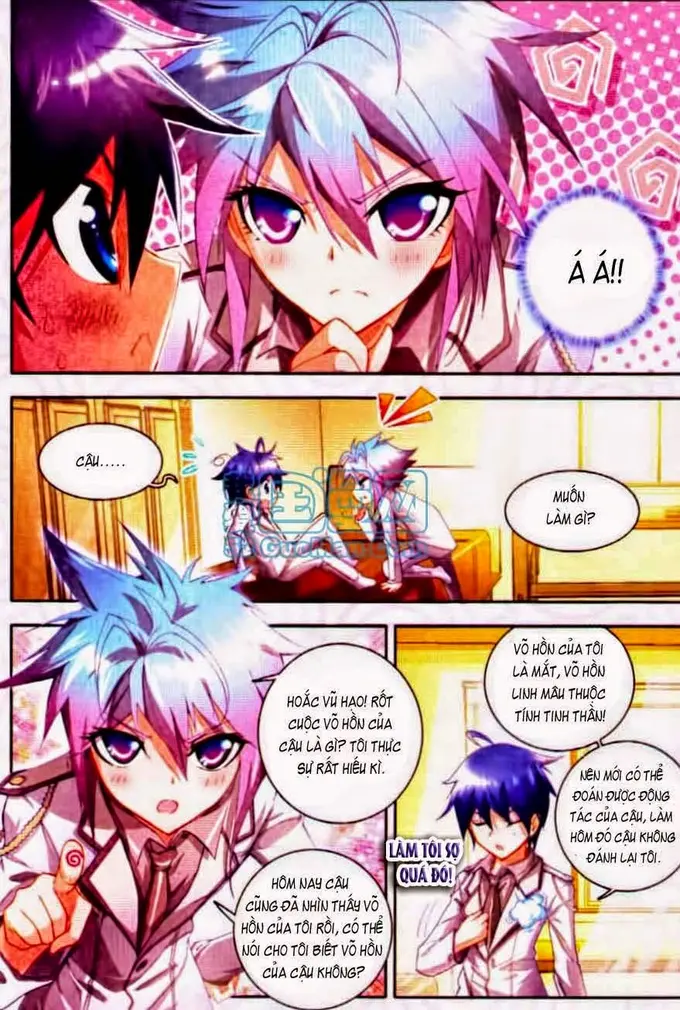 Á Á!!
CẬU.....
MUỐN
LÀM GÌ?
HOẮC VŨ HẠO! RỐT
CUỘC VÕ HỒN CỦA
CẬU LÀ GÌ? TÔI THỰC
SỰ RẤT HIẾU KÌ.
HÔM NAY CẬU
CŨNG ĐÃ NHÌN THẤY VÕ
HỒN CỦA TÔI RỒI, CÓ THỂ
NÓI CHO TÔI BIẾT VÕ HỒN
CỦA CẬU KHÔNG?
VÕ HỒN CỦA TÔI
LÀ MẮT, VÕ HỒN
LINH MÂU THUỘC
TÍNH TINH THẦN!
NÊN MỚI CÓ THỂ
ĐOÁN ĐƯỢC ĐỘNG
TÁC CỦA CẬU, LÀM
HÔM ĐÓ CẬU KHÔNG
ĐÁNH LẠI TÔI.
LÀM TÔI SỢ
QUÁ ĐÓ!